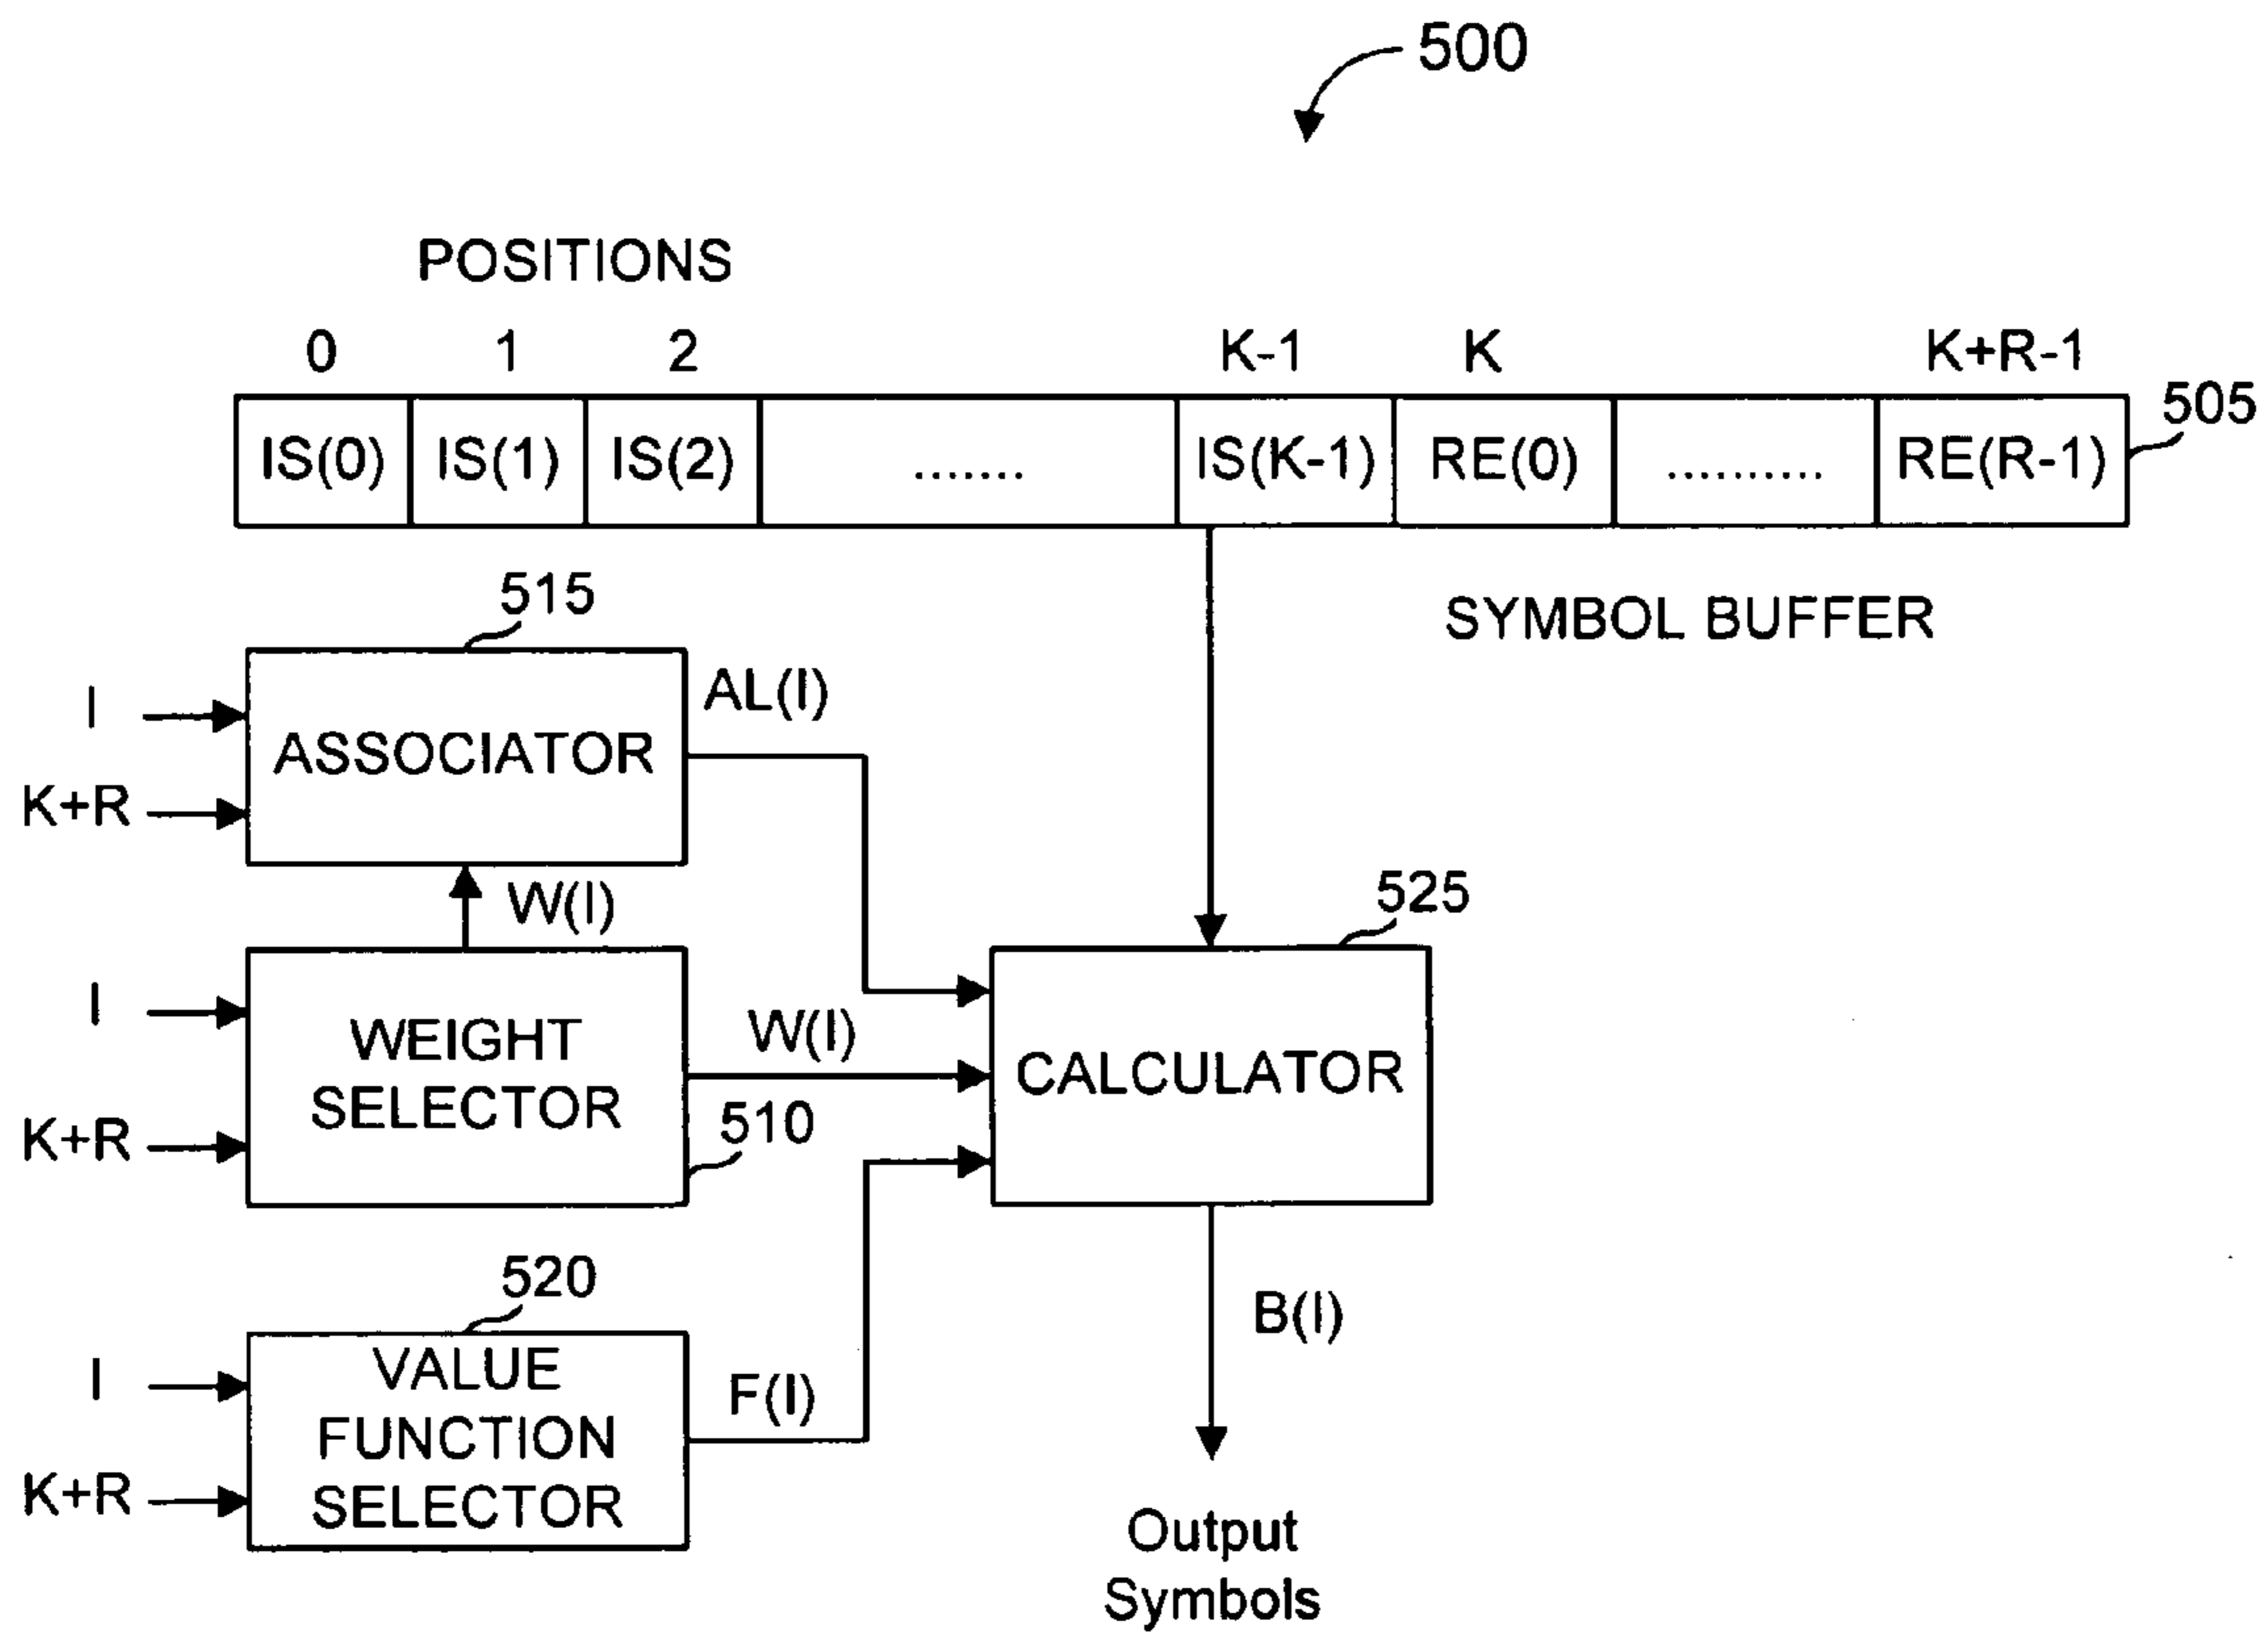 500
POSITIONS
0 1 2 K-1 K K+R-1
505
IS(0) IS(1) IS(2) ....... IS(K-1) RE(0) .......... RE(R-1)
SYMBOL BUFFER
515
I
K+R
ASSOCIATOR
AL(I)
W(I)
525
I
K+R
WEIGHT
SELECTOR
W(I)
510
CALCULATOR
520
I
K+R
VALUE
FUNCTION
SELECTOR
F(I)
B(I)
Output
Symbols